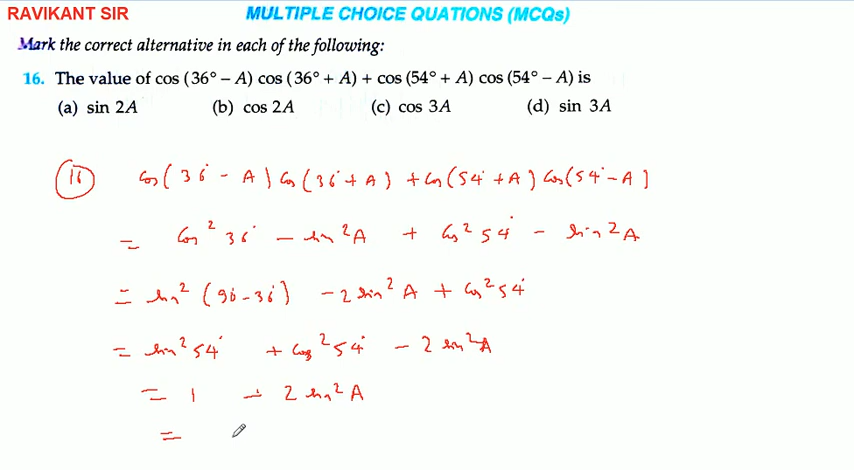 RAVIKANT SIR MULTIPLE CHOICE QUATIONS (MCQs)
Mark the correct alternative in each of the following:
16. The value of cos (36° – A) cos (36° + A) + cos (54° + A) cos (54° – A) is
(a) sin 2A (b) cos 2A (c) cos 3A (d) sin 3A
16 cos(36° - A) cos(36° + A) + cos(54° + A) cos(54° - A)
= cos² 36° - sin² A + cos² 54° - sin² A
= sin² (90° - 36°) - 2 sin² A + cos² 54°
= sin² 54° + cos² 54° - 2 sin² A
= 1 - 2 sin² A
=